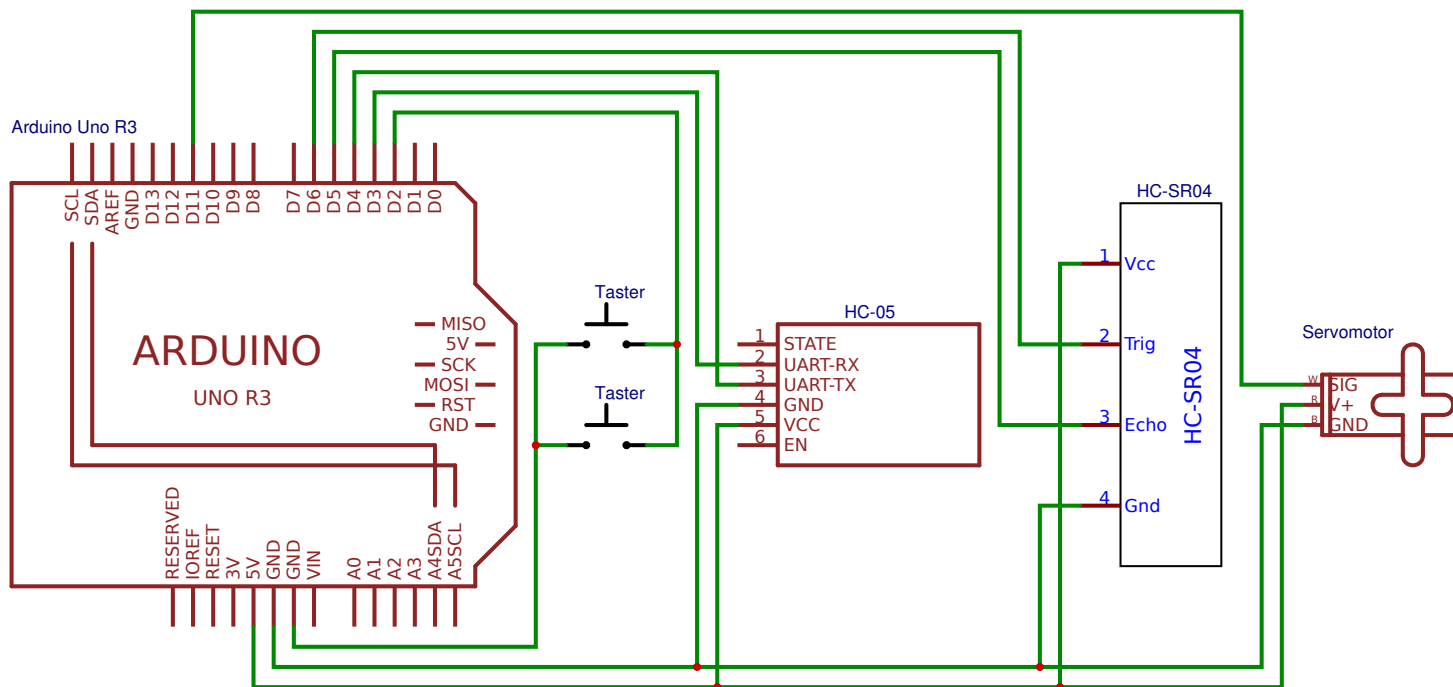 Arduino Uno R3
SCL
SDA
AREF
GND
D13
D12
D11
D10
D9
D8
D7
D6
D5
D4
D3
D2
D1
D0
MISO
5V
SCK
MOSI
RST
GND
ARDUINO
UNO R3
RESERVED
IOREF
RESET
3V
5V
GND
GND
VIN
A0
A1
A2
A3
A4SDA
A5SCL
Taster
Taster
HC-05
1 STATE
2 UART-RX
3 UART-TX
4 GND
5 VCC
6 EN
HC-SR04
1 Vcc
2 Trig
3 Echo
4 Gnd
HC-SR04
Servomotor
W SIG
R V+
B GND